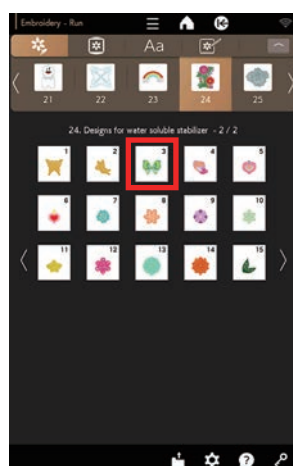 Embroidery - Run
Aa
21 22 23 24 25
24. Designs for water soluble stabilizer - 2 / 2
1 2 3 4 5
6 7 8 9 10
11 12 13 14 15
?